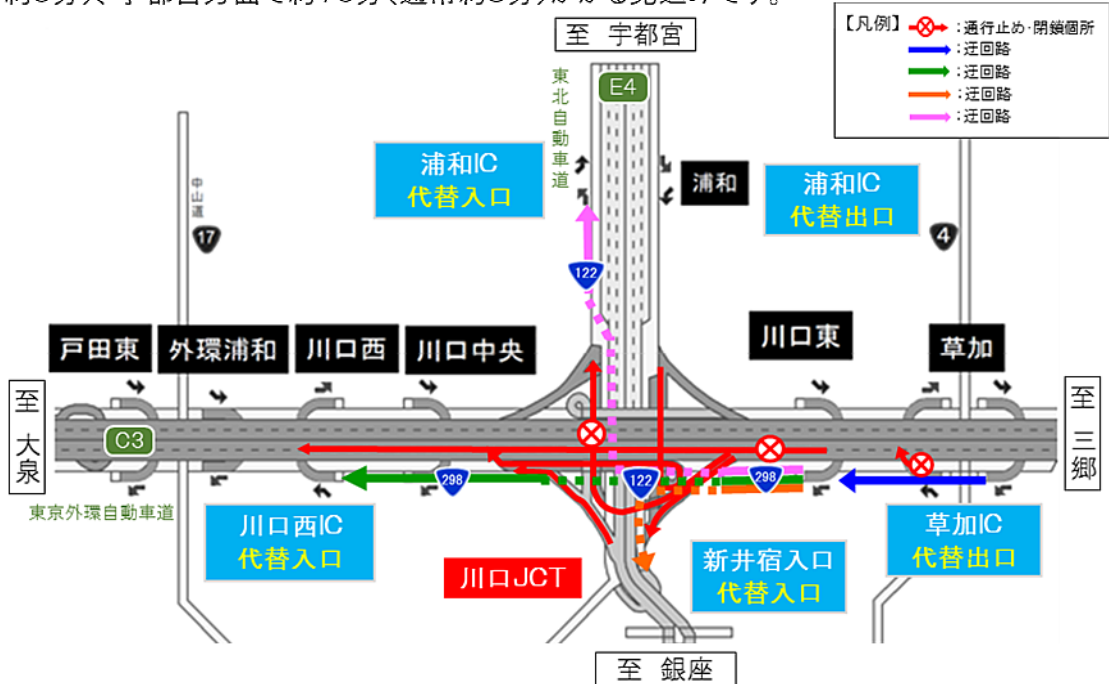 至 宇都宮
【凡例】
:通行止め・閉鎖個所
:迂回路
:迂回路
:迂回路
:迂回路
東北自動車道
E4
浦和IC
代替入口
浦和
浦和IC
代替出口
中山道
17
4
122
戸田東
外環浦和
川口西
川口中央
川口東
草加
至 大泉
C3
至 三郷
298
122
298
東京外環自動車道
川口西IC
代替入口
川口JCT
新井宿入口
代替入口
草加IC
代替出口
至 銀座